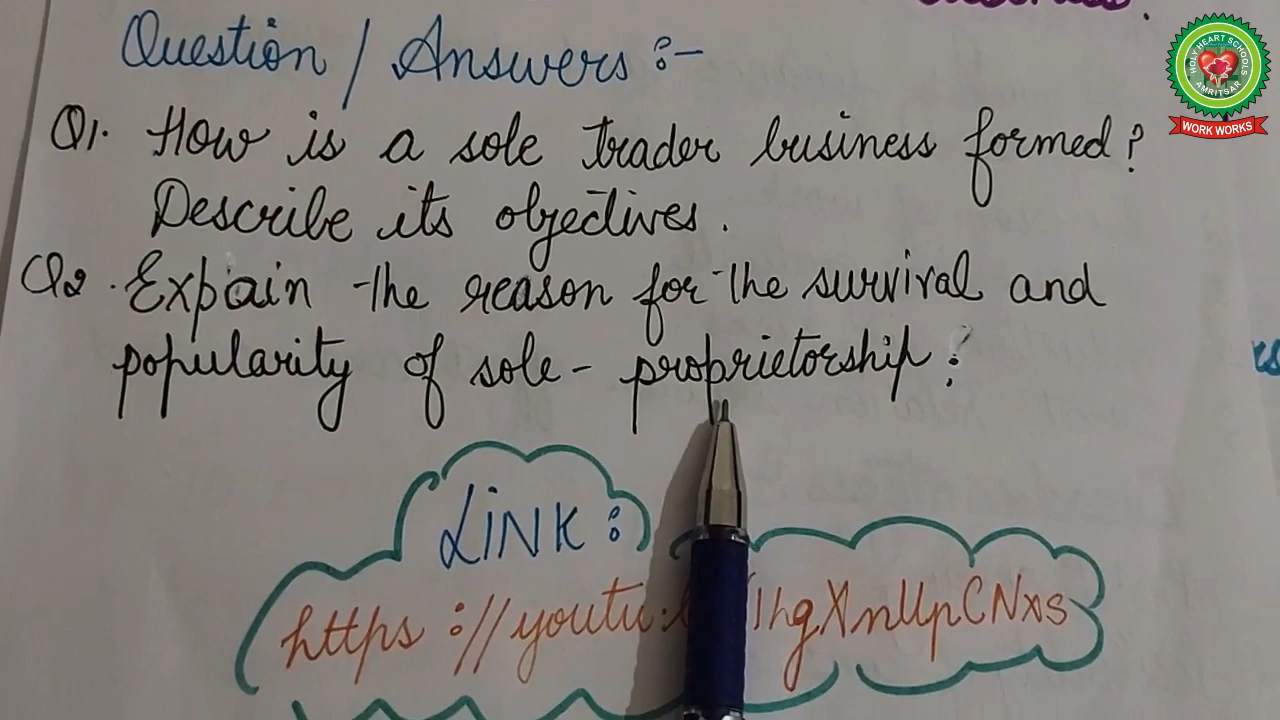 HOLY HEART SCHOOLS
AMRITSAR
WORK WORKS
Question / Answers :-
Q1. How is a sole trader business formed?
Describe its objectives.
Q2. Expain the reason for the survival and
popularity of sole - proprietorship?
LiNK :
https://youtu.